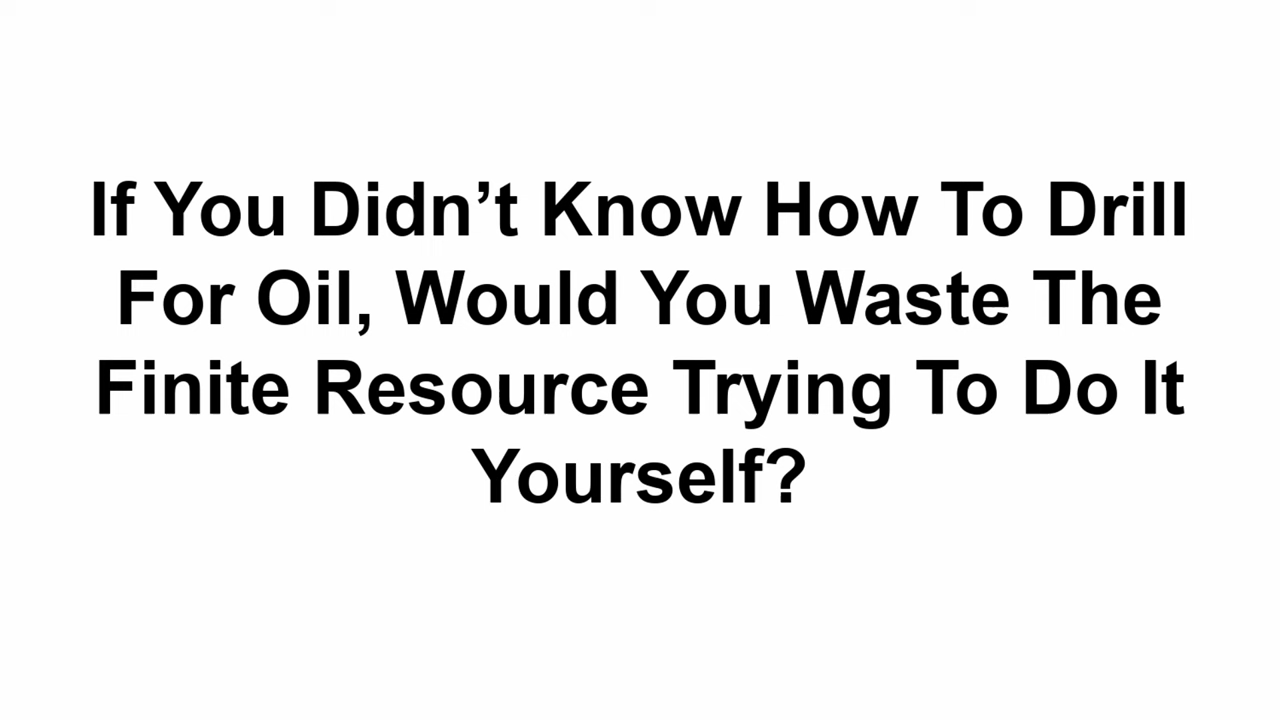 If You Didn’t Know How To Drill
For Oil, Would You Waste The
Finite Resource Trying To Do It
Yourself?